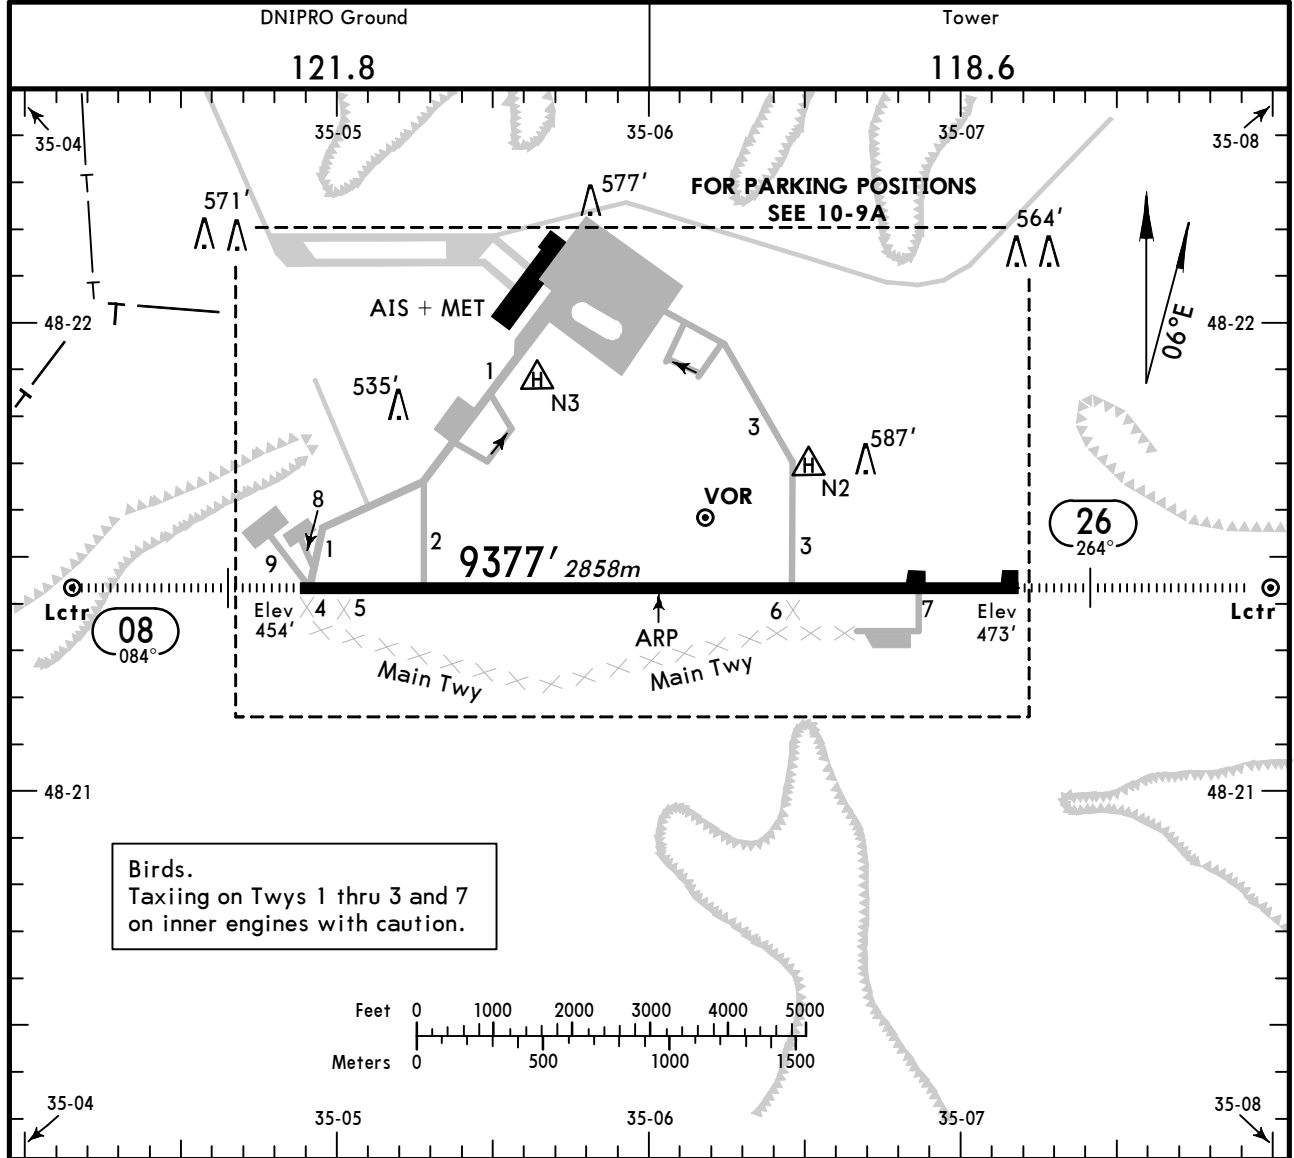 DNIPRO Ground
Tower
121.8
118.6
35-04
35-05
35-06
35-07
35-08
571'
577'
FOR PARKING POSITIONS
SEE 10-9A
564'
AIS + MET
48-22
48-22
06°E
1
H
N3
535'
3
587'
H
N2
VOR
8
26
264°
9
1
2
9377' 2858m
3
Lctr
08
084°
Elev
454'
4
5
ARP
6
7
Elev
473'
Lctr
Main Twy
Main Twy
48-21
48-21
Birds.
Taxiing on Twys 1 thru 3 and 7
on inner engines with caution.
Feet 0 1000 2000 3000 4000 5000
Meters 0 500 1000 1500
35-04
35-05
35-06
35-07
35-08